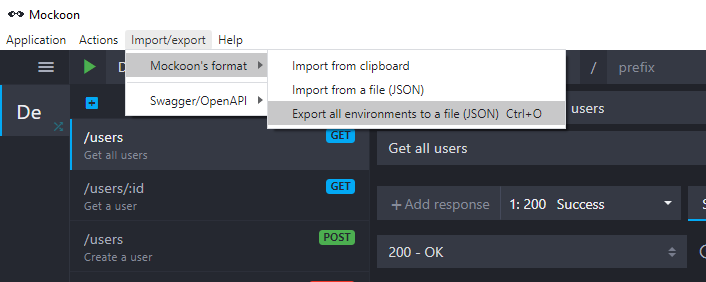 Mockoon
Application Actions Import/export Help
Mockoon's format
Swagger/OpenAPI
Import from clipboard
Import from a file (JSON)
Export all environments to a file (JSON) Ctrl+O
De
D
/ prefix
users
/users
GET
Get all users
/users/:id
GET
Get a user
/users
POST
Create a user
Get all users
+ Add response
1: 200 Success
S
200 - OK